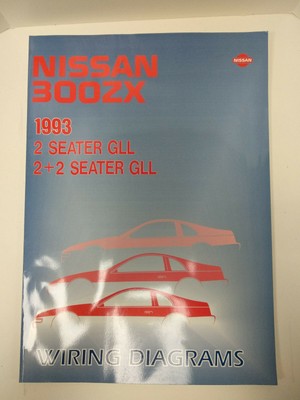 NISSAN
NISSAN
300ZX
1993
2 SEATER GLL
2+2 SEATER GLL
WIRING DIAGRAMS